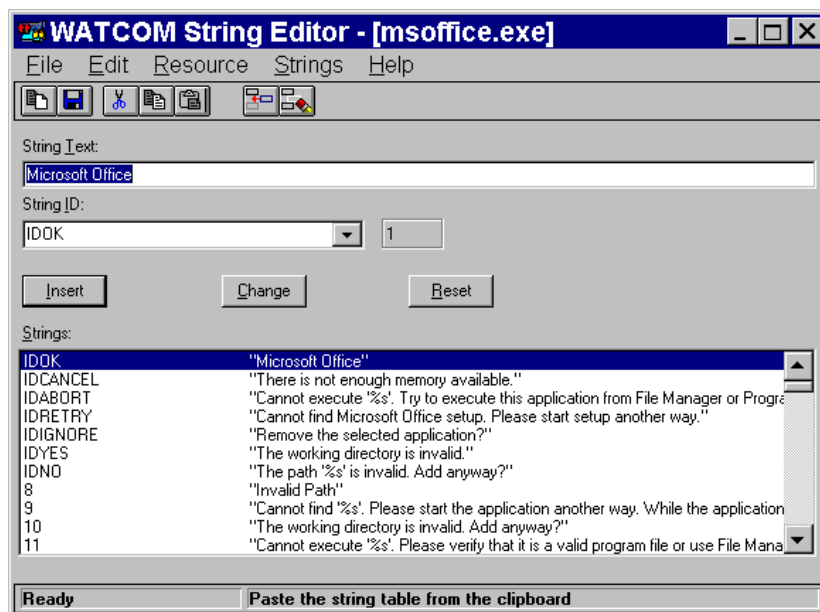 WATCOM String Editor - [msoffice.exe]
File Edit Resource Strings Help
String Text:
Microsoft Office
String ID:
IDOK 1
Insert Change Reset
Strings:
IDOK "Microsoft Office"
IDCANCEL "There is not enough memory available."
IDABORT "Cannot execute '%s'. Try to execute this application from File Manager or Progra
IDRETRY "Cannot find Microsoft Office setup. Please start setup another way."
IDIGNORE "Remove the selected application?"
IDYES "The working directory is invalid."
IDNO "The path '%s' is invalid. Add anyway?"
8 "Invalid Path"
9 "Cannot find '%s'. Please start the application another way. While the application
10 "The working directory is invalid. Add anyway?"
11 "Cannot execute '%s'. Please verify that it is a valid program file or use File Mana
Ready Paste the string table from the clipboard